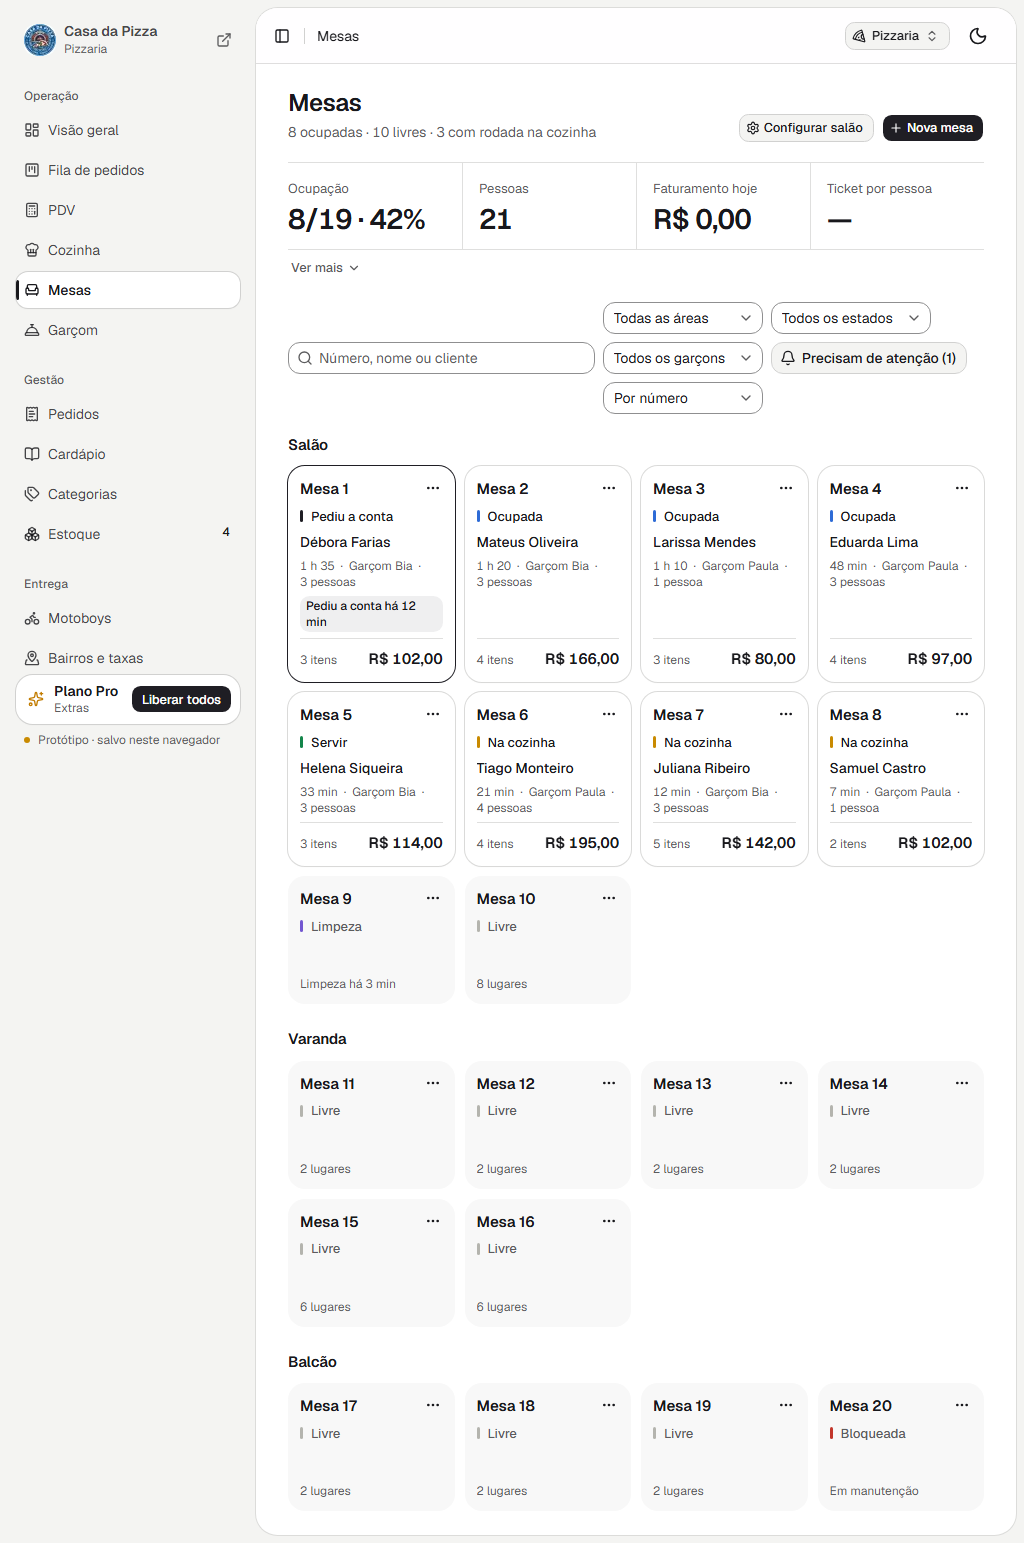 Casa da Pizza
Pizzaria
Operação
Visão geral
Fila de pedidos
PDV
Cozinha
Mesas
Garçom
Gestão
Pedidos
Cardápio
Categorias
Estoque 4
Entrega
Motoboys
Bairros e taxas
Plano Pro
Extras
Liberar todos
Protótipo · salvo neste navegador
Mesas
Pizzaria
Mesas
8 ocupadas · 10 livres · 3 com rodada na cozinha
Configurar salão
Nova mesa
Ocupação
8/19 · 42%
Pessoas
21
Faturamento hoje
R$ 0,00
Ticket por pessoa
—
Ver mais
Número, nome ou cliente
Todas as áreas
Todos os estados
Todos os garçons
Precisam de atenção (1)
Por número
Salão
Mesa 1
Pediu a conta
Débora Farias
1 h 35 · Garçom Bia ·
3 pessoas
Pediu a conta há 12
min
3 itens R$ 102,00
Mesa 2
Ocupada
Mateus Oliveira
1 h 20 · Garçom Bia ·
3 pessoas
4 itens R$ 166,00
Mesa 3
Ocupada
Larissa Mendes
1 h 10 · Garçom Paula ·
1 pessoa
3 itens R$ 80,00
Mesa 4
Ocupada
Eduarda Lima
48 min · Garçom Paula ·
3 pessoas
4 itens R$ 97,00
Mesa 5
Servir
Helena Siqueira
33 min · Garçom Bia ·
3 pessoas
3 itens R$ 114,00
Mesa 6
Na cozinha
Tiago Monteiro
21 min · Garçom Paula ·
4 pessoas
4 itens R$ 195,00
Mesa 7
Na cozinha
Juliana Ribeiro
12 min · Garçom Bia ·
3 pessoas
5 itens R$ 142,00
Mesa 8
Na cozinha
Samuel Castro
7 min · Garçom Paula ·
1 pessoa
2 itens R$ 102,00
Mesa 9
Limpeza
Limpeza há 3 min
Mesa 10
Livre
8 lugares
Varanda
Mesa 11
Livre
2 lugares
Mesa 12
Livre
2 lugares
Mesa 13
Livre
2 lugares
Mesa 14
Livre
2 lugares
Mesa 15
Livre
6 lugares
Mesa 16
Livre
6 lugares
Balcão
Mesa 17
Livre
2 lugares
Mesa 18
Livre
2 lugares
Mesa 19
Livre
2 lugares
Mesa 20
Bloqueada
Em manutenção